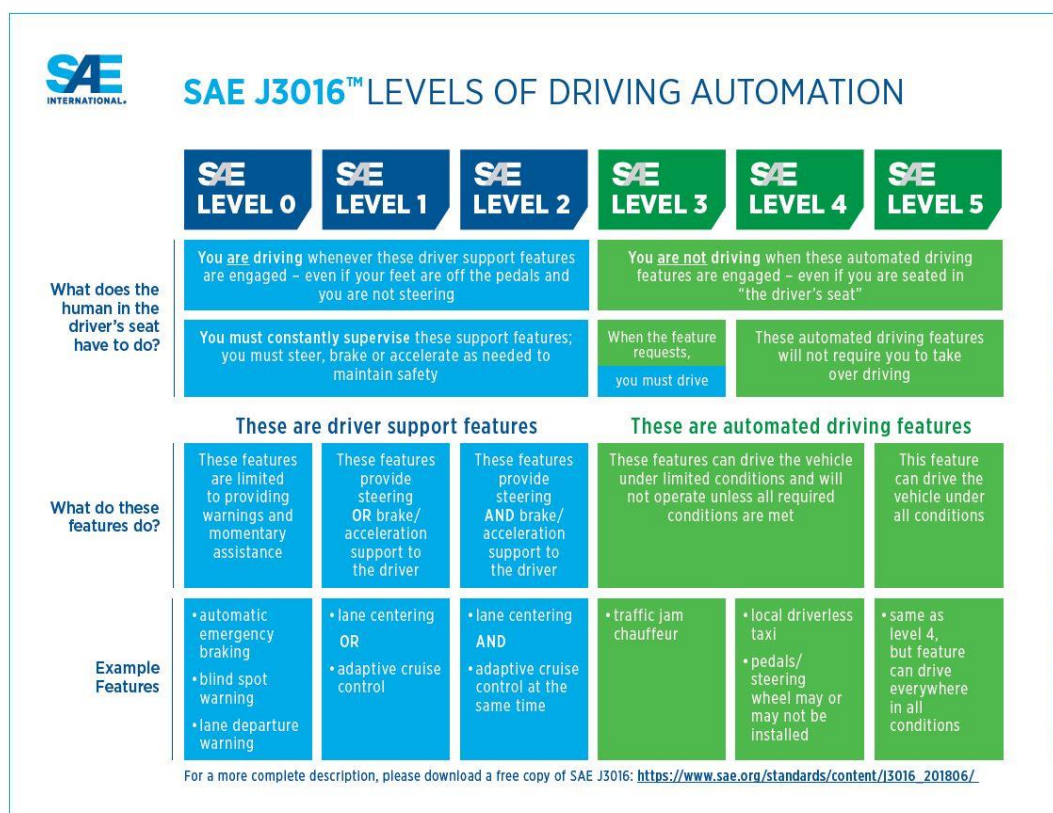 SAE
INTERNATIONAL®
SAE J3016™ LEVELS OF DRIVING AUTOMATION
SAE
LEVEL 0
SAE
LEVEL 1
SAE
LEVEL 2
SAE
LEVEL 3
SAE
LEVEL 4
SAE
LEVEL 5
What does the
human in the
driver's seat
have to do?
You are driving whenever these driver support features
are engaged – even if your feet are off the pedals and
you are not steering
You are not driving when these automated driving
features are engaged – even if you are seated in
“the driver's seat”
You must constantly supervise these support features;
you must steer, brake or accelerate as needed to
maintain safety
When the feature
requests,
you must drive
These automated driving features
will not require you to take
over driving
These are driver support features
These are automated driving features
What do these
features do?
These features
are limited
to providing
warnings and
momentary
assistance
These features
provide
steering
OR brake/
acceleration
support to
the driver
These features
provide
steering
AND brake/
acceleration
support to
the driver
These features can drive the vehicle
under limited conditions and will
not operate unless all required
conditions are met
This feature
can drive the
vehicle under
all conditions
Example
Features
• automatic
emergency
braking
• blind spot
warning
• lane departure
warning
• lane centering
OR
• adaptive cruise
control
• lane centering
AND
• adaptive cruise
control at the
same time
• traffic jam
chauffeur
• local driverless
taxi
• pedals/
steering
wheel may or
may not be
installed
• same as
level 4,
but feature
can drive
everywhere
in all
conditions
For a more complete description, please download a free copy of SAE J3016: https://www.sae.org/standards/content/J3016_201806/